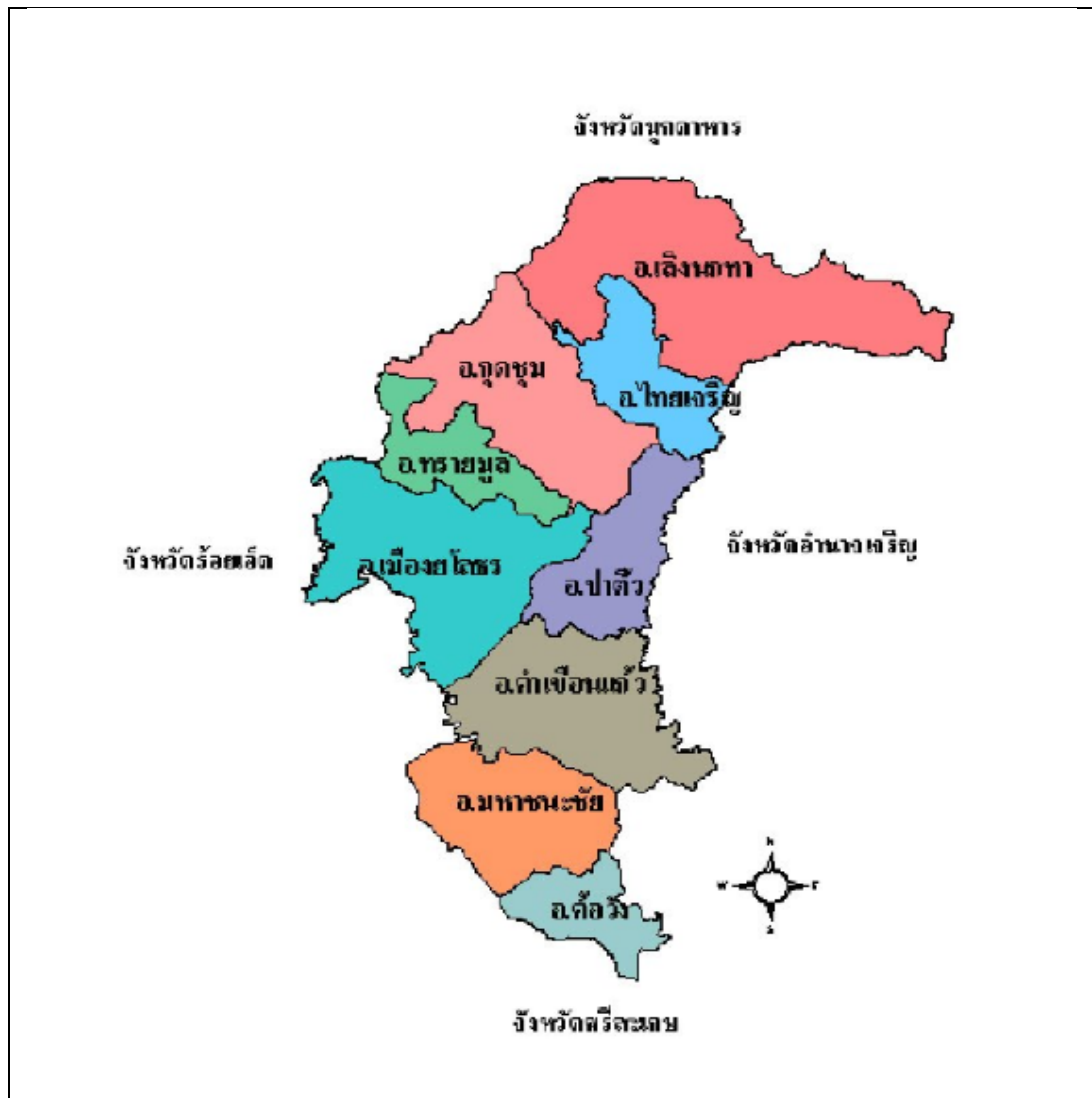 จังหวัดมุกดาหาร
อ.เลิงนกทา
อ.กุดชุม
อ.ไทยเจริญ
อ.ทรายมูล
จังหวัดอำนาจเจริญ
จังหวัดร้อยเอ็ด
อ.เมืองยโสธร
อ.ป่าติ้ว
อ.คำเขื่อนแก้ว
อ.มหาชนะชัย
N
W E
S
อ.ค้อวัง
จังหวัดศรีสะเกษ